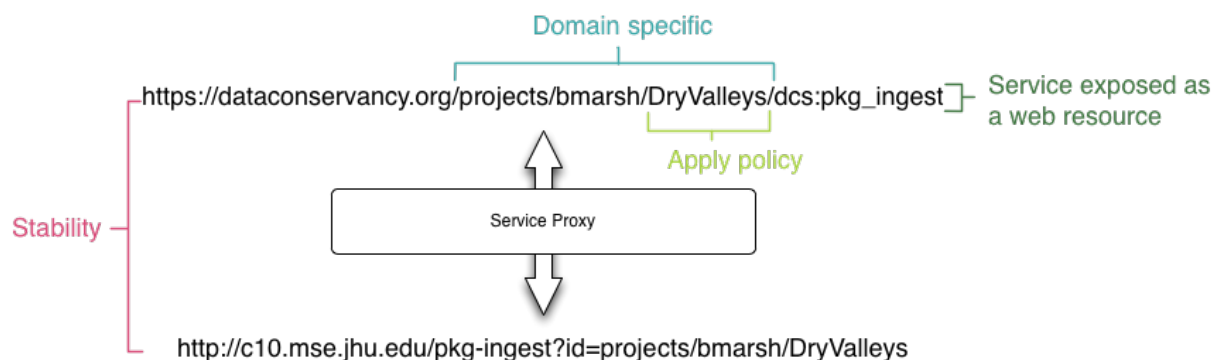 Domain specific
https://dataconservancy.org/projects/bmarsh/DryValleys/dcs:pkg_ingest
Service exposed as
a web resource
Apply policy
Stability
Service Proxy
http://c10.mse.jhu.edu/pkg-ingest?id=projects/bmarsh/DryValleys